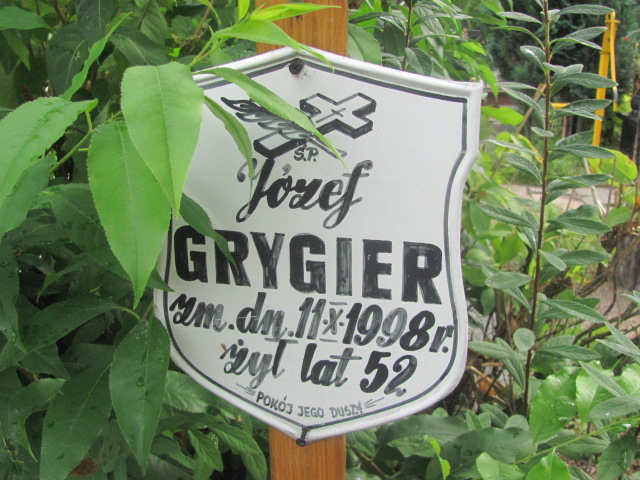 Ś.P.
Józef
GRYGIER
zm. dn. 11-X-1998 r.
żył lat 52.
POKÓJ JEGO DUSZY